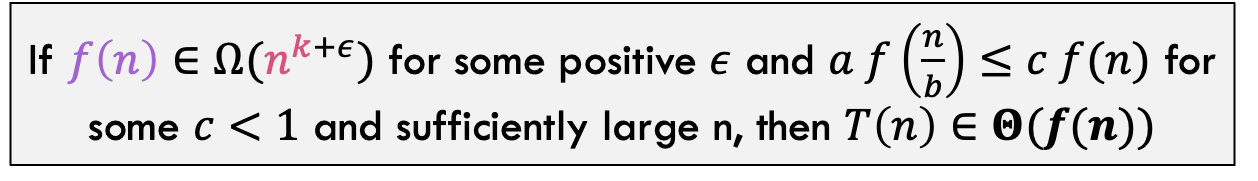 If f(n) ∈ Ω(n^{k+ϵ}) for some positive ϵ and a f(n/b) ≤ c f(n) for
some c < 1 and sufficiently large n, then T(n) ∈ Θ(f(n))